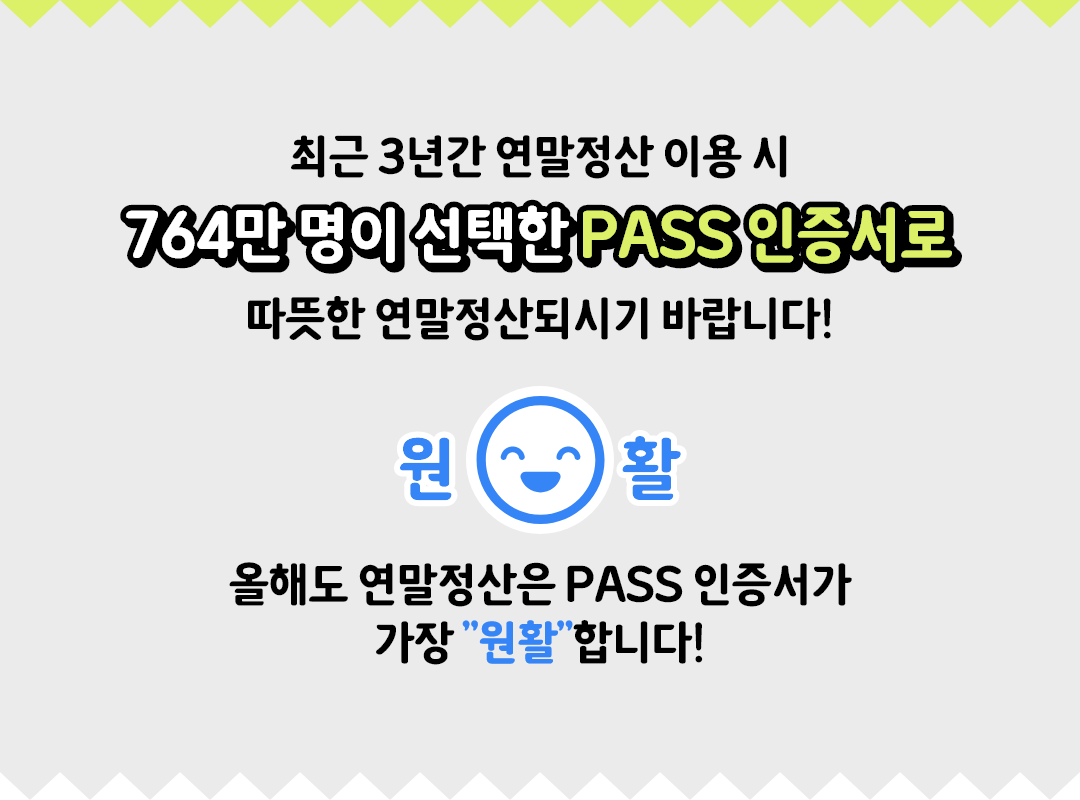 최근 3년간 연말정산 이용 시
764만 명이 선택한 PASS 인증서로
따뜻한 연말정산되시기 바랍니다!
원 활
올해도 연말정산은 PASS 인증서가
가장 ”원활”합니다!